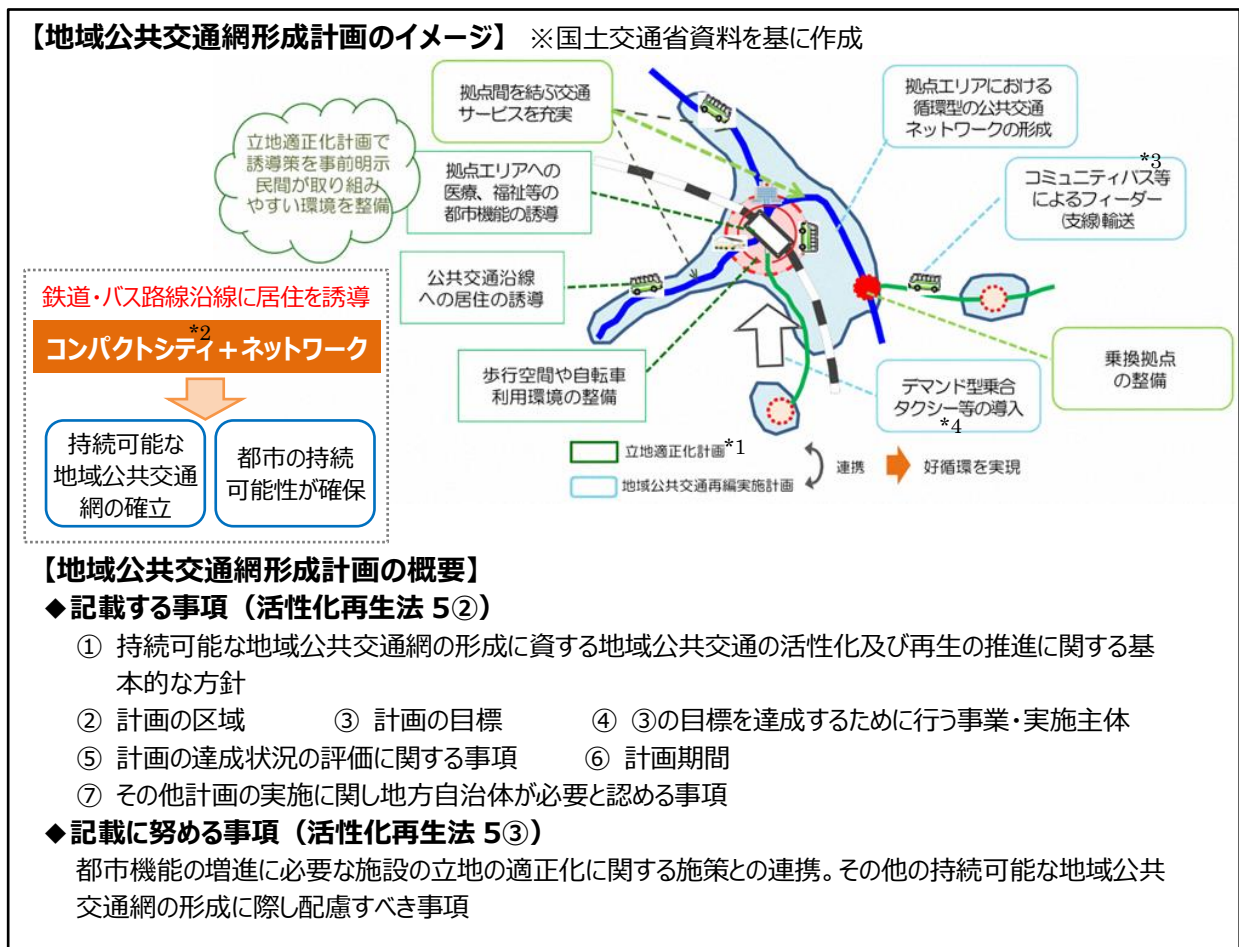 【地域公共交通網形成計画のイメージ】 ※国土交通省資料を基に作成
立地適正化計画で
誘導策を事前明示
民間が取り組み
やすい環境を整備
拠点間を結ぶ交通
サービスを充実
拠点エリアへの
医療、福祉等の
都市機能の誘導
公共交通沿線
への居住の誘導
歩行空間や自転車
利用環境の整備
拠点エリアにおける
循環型の公共交通
ネットワークの形成
*3
コミュニティバス等
によるフィーダー
(支線)輸送
乗換拠点
の整備
デマンド型乗合
タクシー等の導入
*4
立地適正化計画*1
地域公共交通再編実施計画
連携
好循環を実現
鉄道・バス路線沿線に居住を誘導
*2
コンパクトシティ+ネットワーク
持続可能な
地域公共交通
網の確立
都市の持続
可能性が確保
【地域公共交通網形成計画の概要】
◆記載する事項（活性化再生法 5②）
① 持続可能な地域公共交通網の形成に資する地域公共交通の活性化及び再生の推進に関する基
本的な方針
② 計画の区域 ③ 計画の目標 ④ ③の目標を達成するために行う事業・実施主体
⑤ 計画の達成状況の評価に関する事項 ⑥ 計画期間
⑦ その他計画の実施に関し地方自治体が必要と認める事項
◆記載に努める事項（活性化再生法 5③）
都市機能の増進に必要な施設の立地の適正化に関する施策との連携。その他の持続可能な地域公共
交通網の形成に際し配慮すべき事項